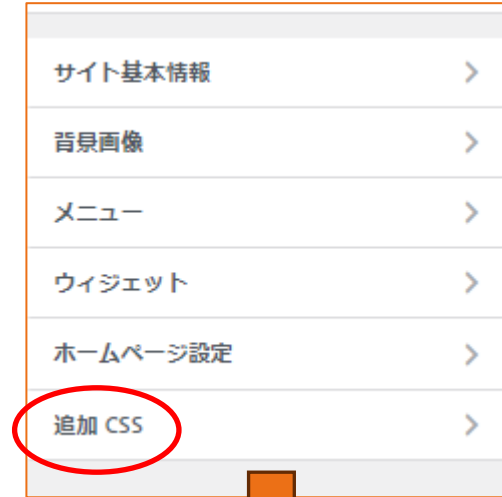 サイト基本情報
背景画像
メニュー
ウィジェット
ホームページ設定
追加 CSS